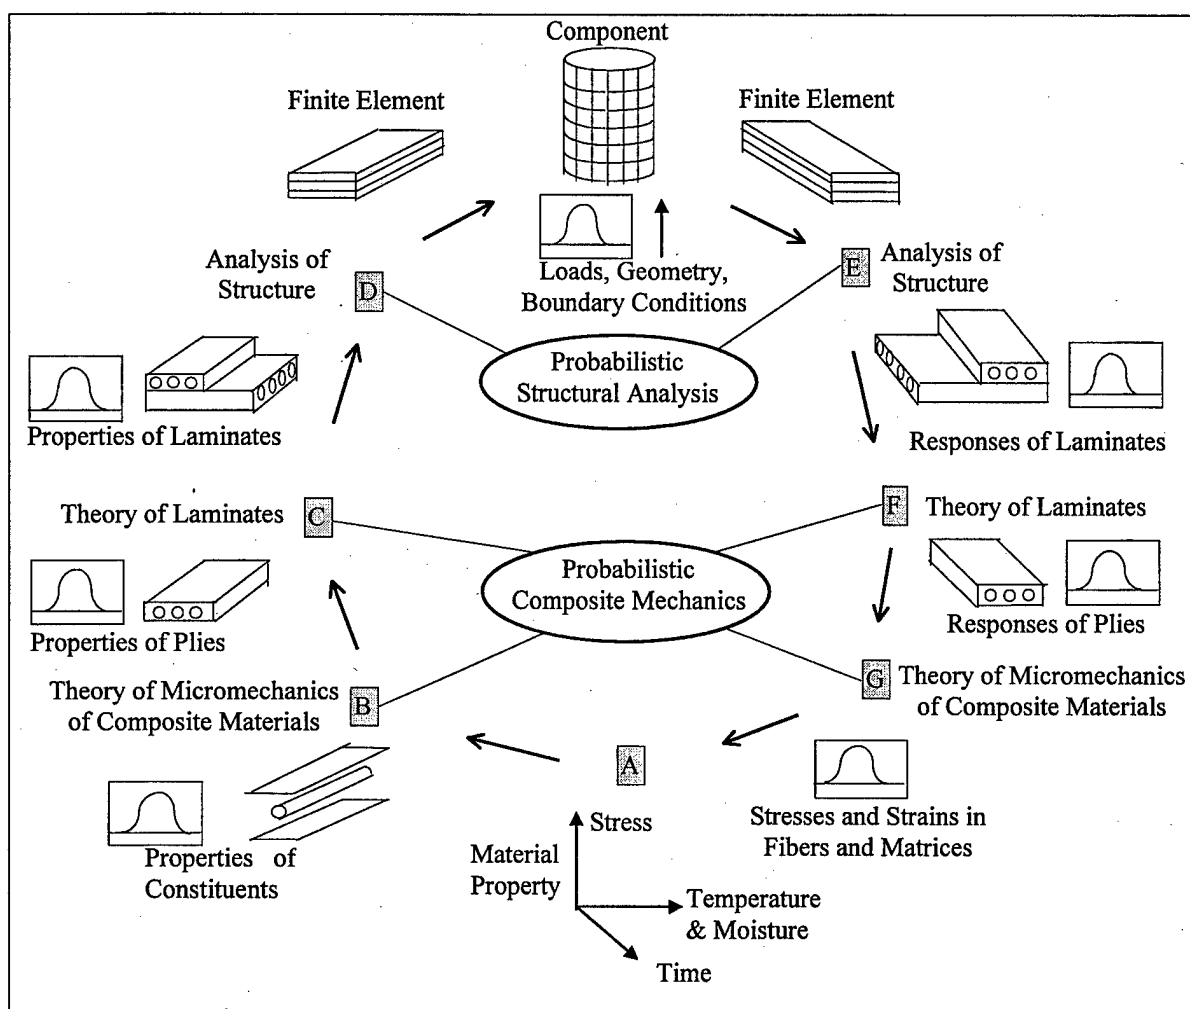 Component
Finite Element
Finite Element
Analysis of
Structure
D
Loads, Geometry,
Boundary Conditions
E
Analysis of
Structure
Probabilistic
Structural Analysis
Properties of Laminates
Responses of Laminates
Theory of Laminates
C
F
Theory of Laminates
Probabilistic
Composite Mechanics
Properties of Plies
Responses of Plies
Theory of Micromechanics
of Composite Materials
B
G
Theory of Micromechanics
of Composite Materials
A
Properties of
Constituents
Stress
Material
Property
Temperature
& Moisture
Time
Stresses and Strains in
Fibers and Matrices